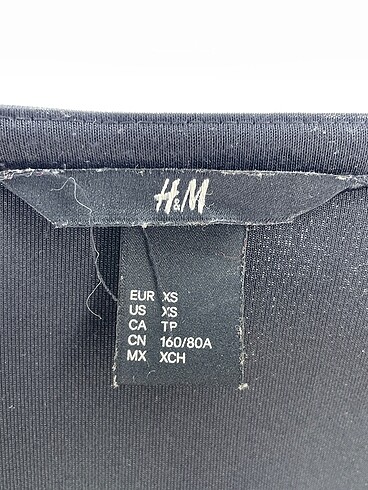 H&M
EUR XS
US XS
CA TP
CN 160/80A
MX XCH